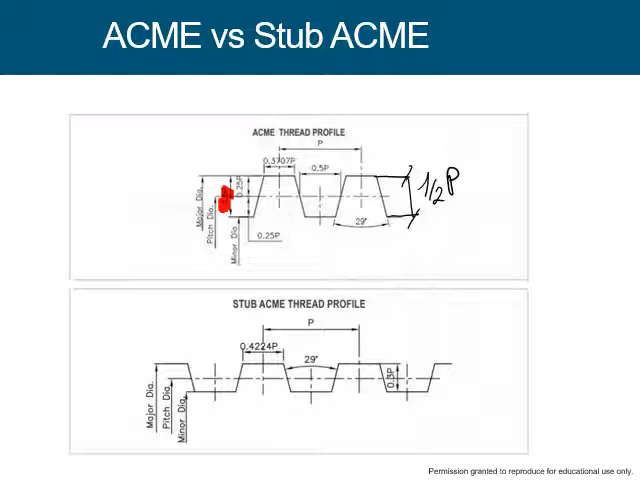 ACME vs Stub ACME
ACME THREAD PROFILE
P
0.3707P
0.5P
0.25P
1/2 P
Major Dia.
Pitch Dia.
Minor Dia.
0.25P
29°
STUB ACME THREAD PROFILE
P
0.4224P
29°
0.3P
Major Dia.
Pitch Dia.
Minor Dia.
Permission granted to reproduce for educational use only.